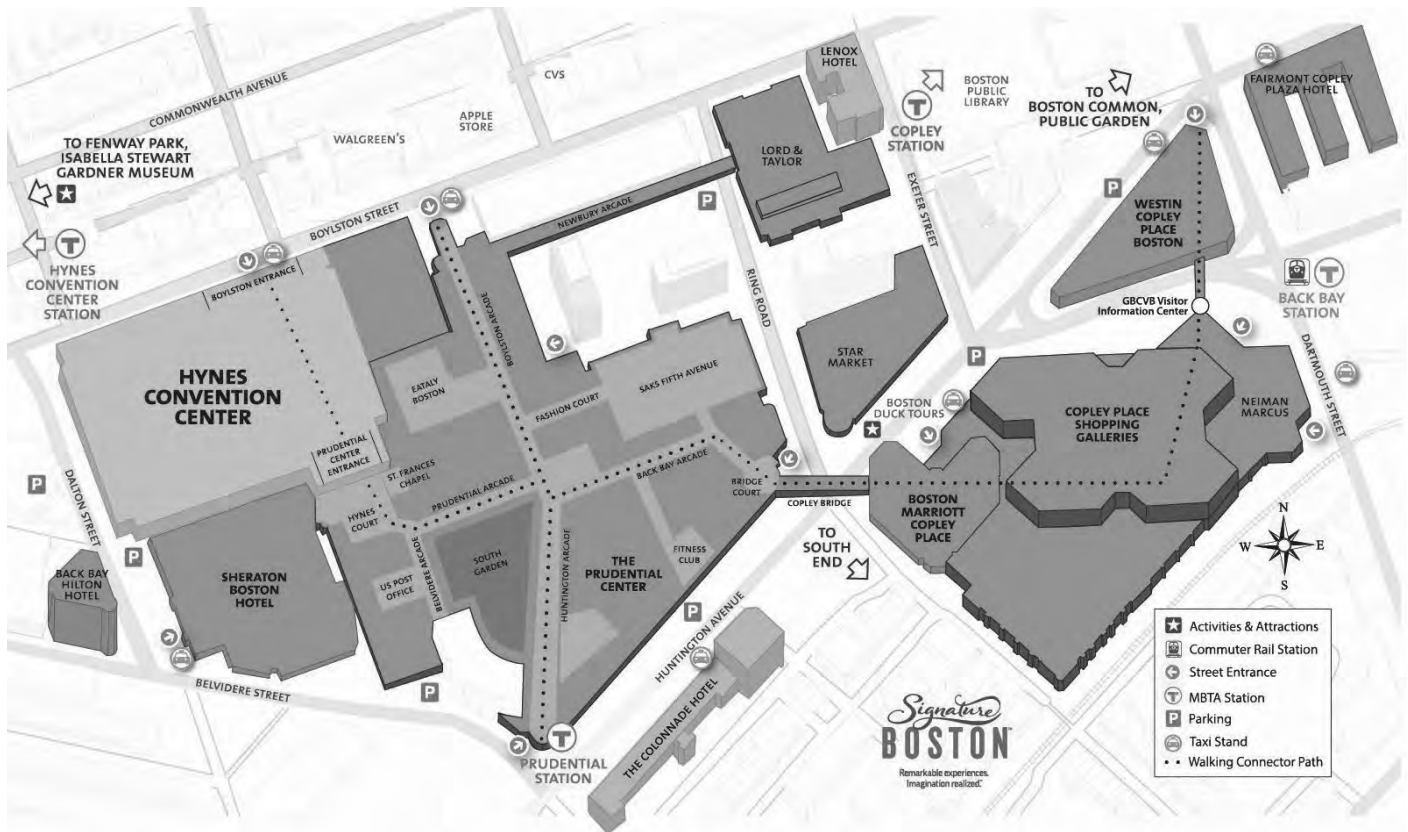 COMMONWEALTH AVENUE
CVS
LENOX
HOTEL
BOSTON
PUBLIC
LIBRARY
TO
BOSTON COMMON,
PUBLIC GARDEN
FAIRMONT COPLEY
PLAZA HOTEL
TO FENWAY PARK,
ISABELLA STEWART
GARDNER MUSEUM
WALGREEN'S
APPLE
STORE
T
COPLEY
STATION
LORD &
TAYLOR
EXETER STREET
P
WESTIN
COPLEY
PLACE
BOSTON
BOYLSTON STREET
NEWBURY ARCADE
P
T
HYNES
CONVENTION
CENTER
STATION
BOYLSTON ENTRANCE
BOYLSTON ARCADE
RING ROAD
T
BACK BAY
STATION
GBCVB Visitor
Information Center
DARTMOUTH STREET
HYNES
CONVENTION
CENTER
EATALY
BOSTON
FASHION COURT
SAKS FIFTH AVENUE
STAR
MARKET
P
BOSTON
DUCK TOURS
COPLEY PLACE
SHOPPING
GALLERIES
NEIMAN
MARCUS
PRUDENTIAL
CENTER
ENTRANCE
ST. FRANCES
CHAPEL
PRUDENTIAL ARCADE
BACK BAY ARCADE
BRIDGE
COURT
COPLEY BRIDGE
BOSTON
MARRIOTT
COPLEY
PLACE
P
DALTON STREET
HYNES
COURT
P
BACK BAY
HILTON
HOTEL
SHERATON
BOSTON
HOTEL
US POST
OFFICE
BELVIDERE ARCADE
SOUTH
GARDEN
HUNTINGTON ARCADE
THE
PRUDENTIAL
CENTER
FITNESS
CLUB
TO
SOUTH
END
N
W
E
S
P
HUNTINGTON AVENUE
BELVIDERE STREET
P
T
PRUDENTIAL
STATION
THE COLONNADE HOTEL
Signature
BOSTON™
Remarkable experiences.
Imagination realized.™
Activities & Attractions
Commuter Rail Station
Street Entrance
T MBTA Station
P Parking
Taxi Stand
Walking Connector Path